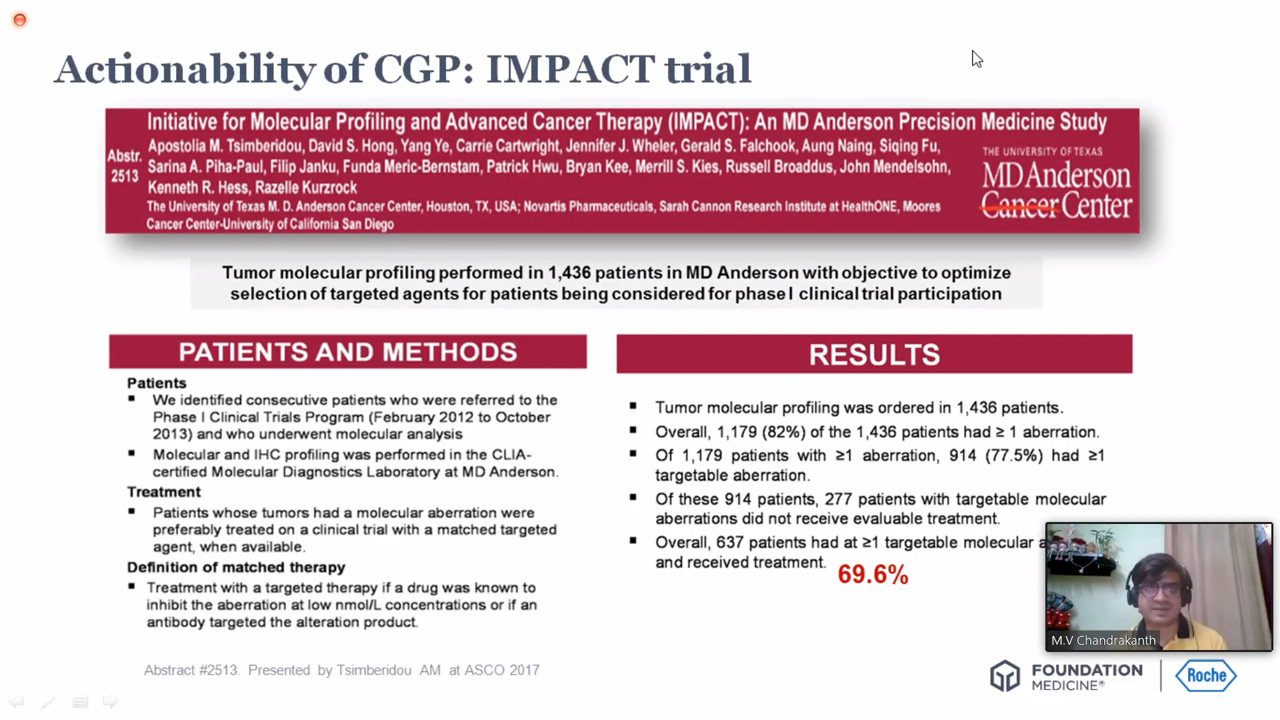 Actionability of CGP: IMPACT trial
Abstr. 2513
Initiative for Molecular Profiling and Advanced Cancer Therapy (IMPACT): An MD Anderson Precision Medicine Study
Apostolia M. Tsimberidou, David S. Hong, Yang Ye, Carrie Cartwright, Jennifer J. Wheler, Gerald S. Falchook, Aung Naing, Siqing Fu,
Sarina A. Piha-Paul, Filip Janku, Funda Meric-Bernstam, Patrick Hwu, Bryan Kee, Merrill S. Kies, Russell Broaddus, John Mendelsohn,
Kenneth R. Hess, Razelle Kurzrock
The University of Texas M. D. Anderson Cancer Center, Houston, TX, USA; Novartis Pharmaceuticals, Sarah Cannon Research Institute at HealthONE, Moores
Cancer Center-University of California San Diego
THE UNIVERSITY OF TEXAS
MD Anderson
Cancer Center
Tumor molecular profiling performed in 1,436 patients in MD Anderson with objective to optimize
selection of targeted agents for patients being considered for phase I clinical trial participation
PATIENTS AND METHODS
Patients
▪ We identified consecutive patients who were referred to the
Phase I Clinical Trials Program (February 2012 to October
2013) and who underwent molecular analysis
▪ Molecular and IHC profiling was performed in the CLIA-
certified Molecular Diagnostics Laboratory at MD Anderson.
Treatment
▪ Patients whose tumors had a molecular aberration were
preferably treated on a clinical trial with a matched targeted
agent, when available.
Definition of matched therapy
▪ Treatment with a targeted therapy if a drug was known to
inhibit the aberration at low nmol/L concentrations or if an
antibody targeted the alteration product.
RESULTS
▪ Tumor molecular profiling was ordered in 1,436 patients.
▪ Overall, 1,179 (82%) of the 1,436 patients had ≥ 1 aberration.
▪ Of 1,179 patients with ≥1 aberration, 914 (77.5%) had ≥1
targetable aberration.
▪ Of these 914 patients, 277 patients with targetable molecular
aberrations did not receive evaluable treatment.
▪ Overall, 637 patients had at ≥1 targetable molecular
and received treatment.
69.6%
M.V Chandrakanth
Abstract #2513. Presented by Tsimberidou AM at ASCO 2017
FOUNDATION
MEDICINE®
Roche